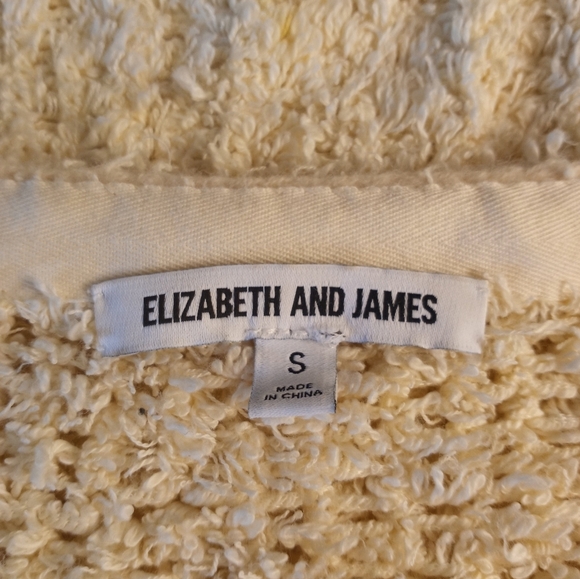 ELIZABETH AND JAMES
S
MADE
IN CHINA